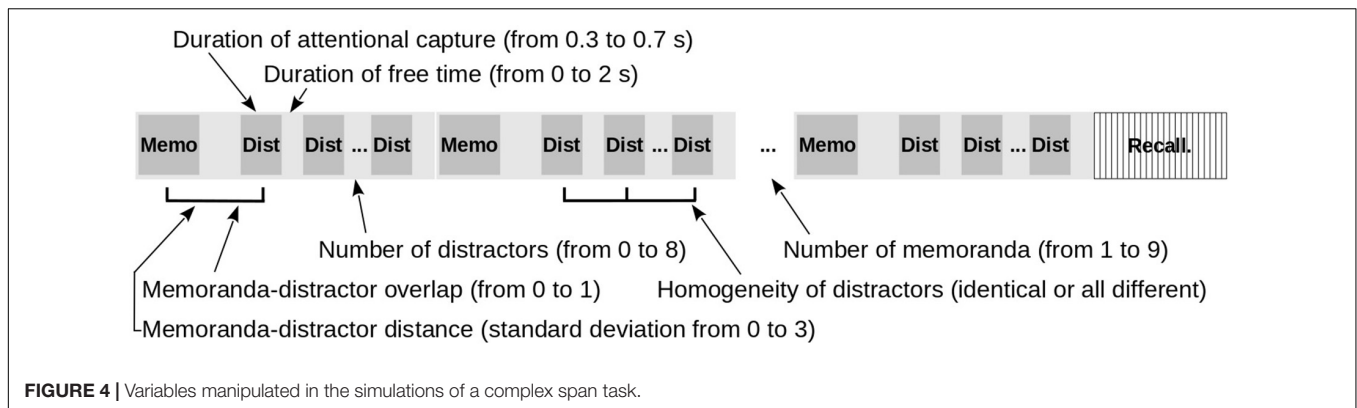 Duration of attentional capture (from 0.3 to 0.7 s)
Duration of free time (from 0 to 2 s)
Memo Dist Dist ... Dist Memo Dist Dist ... Dist ... Memo Dist Dist ... Dist Recall.
Number of distractors (from 0 to 8) Number of memoranda (from 1 to 9)
Memoranda-distractor overlap (from 0 to 1) Homogeneity of distractors (identical or all different)
Memoranda-distractor distance (standard deviation from 0 to 3)
FIGURE 4 | Variables manipulated in the simulations of a complex span task.